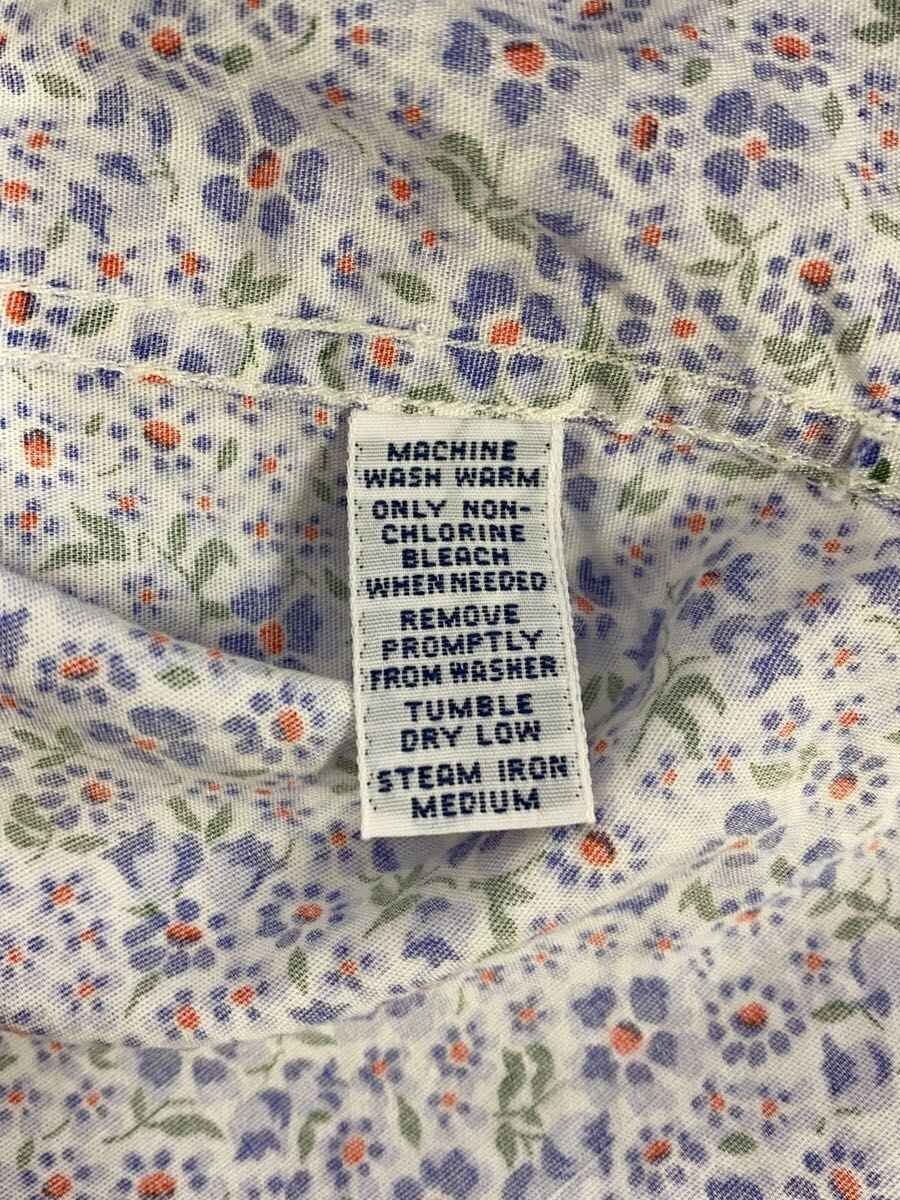 MACHINE
WASH WARM
ONLY NON-
CHLORINE
BLEACH
WHEN NEEDED
REMOVE
PROMPTLY
FROM WASHER
TUMBLE
DRY LOW
STEAM IRON
MEDIUM